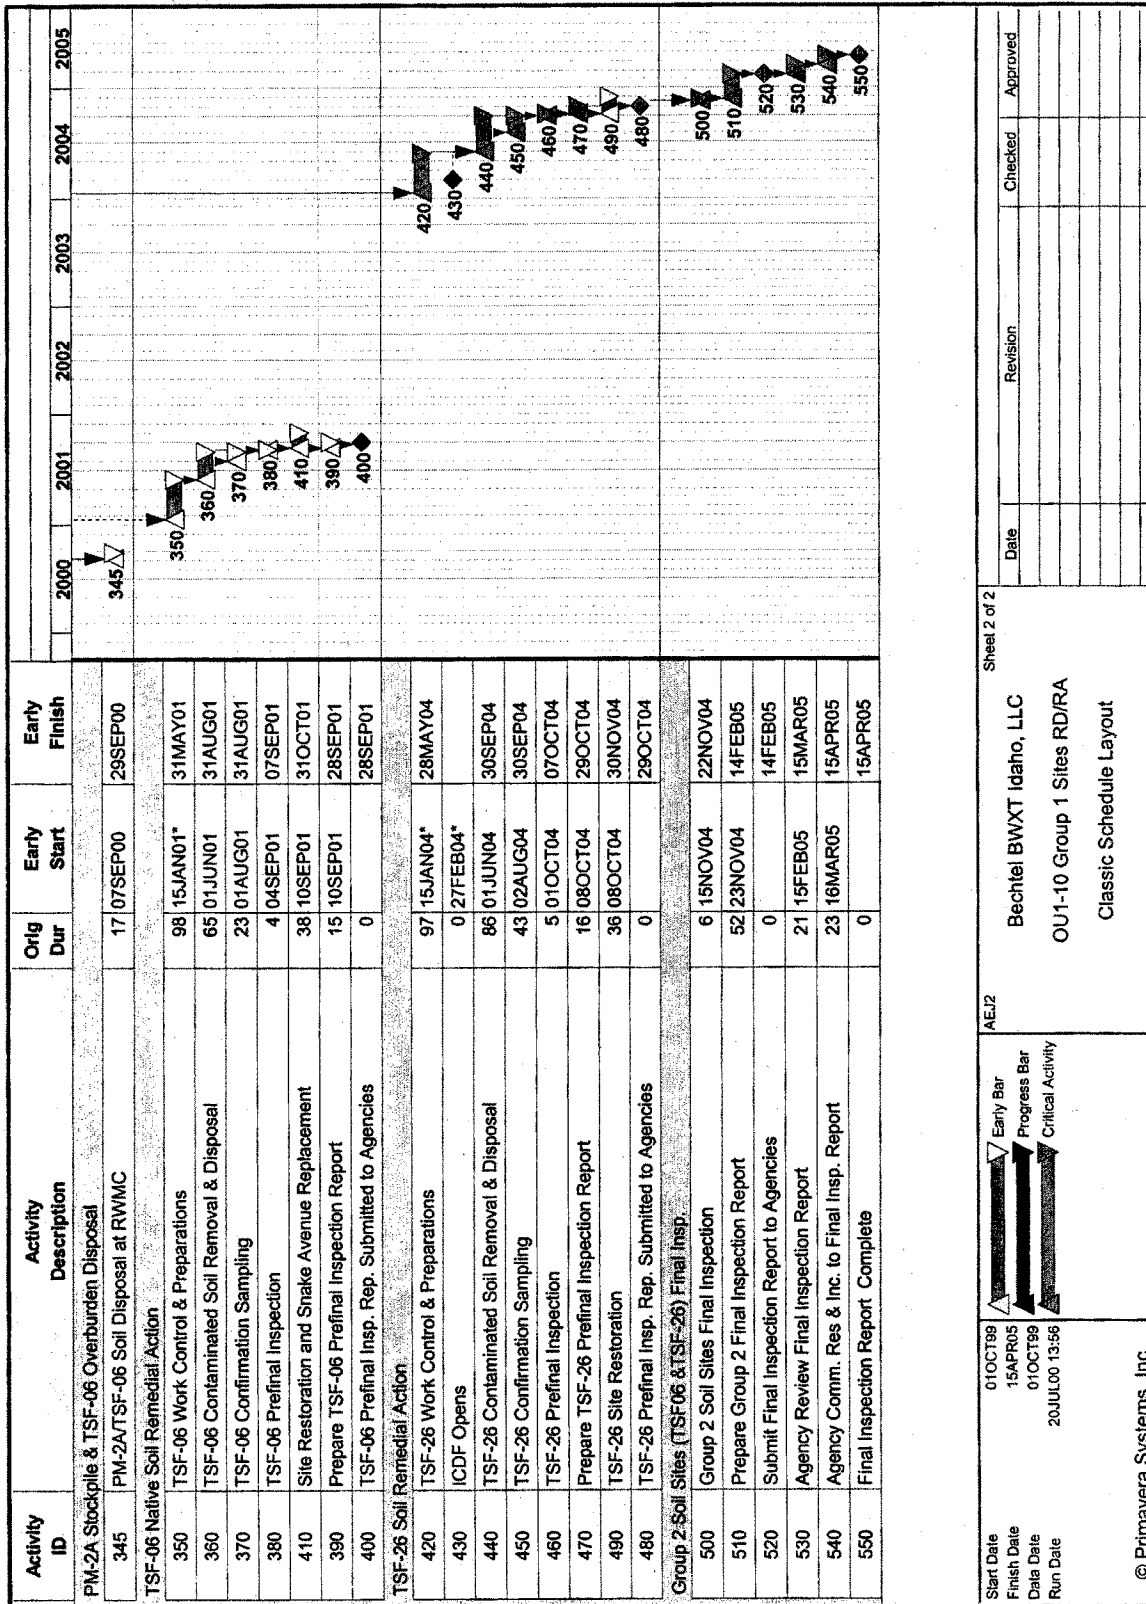 Activity ID Activity Description Orig Dur Early Start Early Finish 2000 2001 2002 2003 2004 2005
PM-2A Stockpile & TSF-06 Overburden Disposal
345 PM-2A/TSF-06 Soil Disposal at RWMC 17 07SEP00 29SEP00 345
TSF-06 Native Soil Remedial Action
350 TSF-06 Work Control & Preparations 98 15JAN01* 31MAY01 350
360 TSF-06 Contaminated Soil Removal & Disposal 65 01JUN01 31AUG01 360
370 TSF-06 Confirmation Sampling 23 01AUG01 31AUG01 370
380 TSF-06 Prefinal Inspection 4 04SEP01 07SEP01 380
410 Site Restoration and Snake Avenue Replacement 38 10SEP01 31OCT01 410
390 Prepare TSF-06 Prefinal Inspection Report 15 10SEP01 28SEP01 390
400 TSF-06 Prefinal Insp. Rep. Submitted to Agencies 0 28SEP01 400
TSF-26 Soil Remedial Action
420 TSF-26 Work Control & Preparations 97 15JAN04* 28MAY04 420
430 ICDF Opens 0 27FEB04* 430
440 TSF-26 Contaminated Soil Removal & Disposal 86 01JUN04 30SEP04 440
450 TSF-26 Confirmation Sampling 43 02AUG04 30SEP04 450
460 TSF-26 Prefinal Inspection 5 01OCT04 07OCT04 460
470 Prepare TSF-26 Prefinal Inspection Report 16 08OCT04 29OCT04 470
490 TSF-26 Site Restoration 36 08OCT04 30NOV04 490
480 TSF-26 Prefinal Insp. Rep. Submitted to Agencies 0 29OCT04 480
Group 2 Soil Sites (TSF06 &TSF-26) Final Insp.
500 Group 2 Soil Sites Final Inspection 6 15NOV04 22NOV04 500
510 Prepare Group 2 Final Inspection Report 52 23NOV04 14FEB05 510
520 Submit Final Inspection Report to Agencies 0 14FEB05 520
530 Agency Review Final Inspection Report 21 15FEB05 15MAR05 530
540 Agency Comm. Res & Inc. to Final Insp. Report 23 16MAR05 15APR05 540
550 Final Inspection Report Complete 0 15APR05 550
Start Date 01OCT99
Finish Date 15APR05
Data Date 01OCT99
Run Date 20JUL00 13:56
© Primavera Systems, Inc.
Early Bar
Progress Bar
Critical Activity
AEJ2
Sheet 2 of 2
Bechtel BWXT Idaho, LLC
OU1-10 Group 1 Sites RD/RA
Classic Schedule Layout
Date Revision Checked Approved